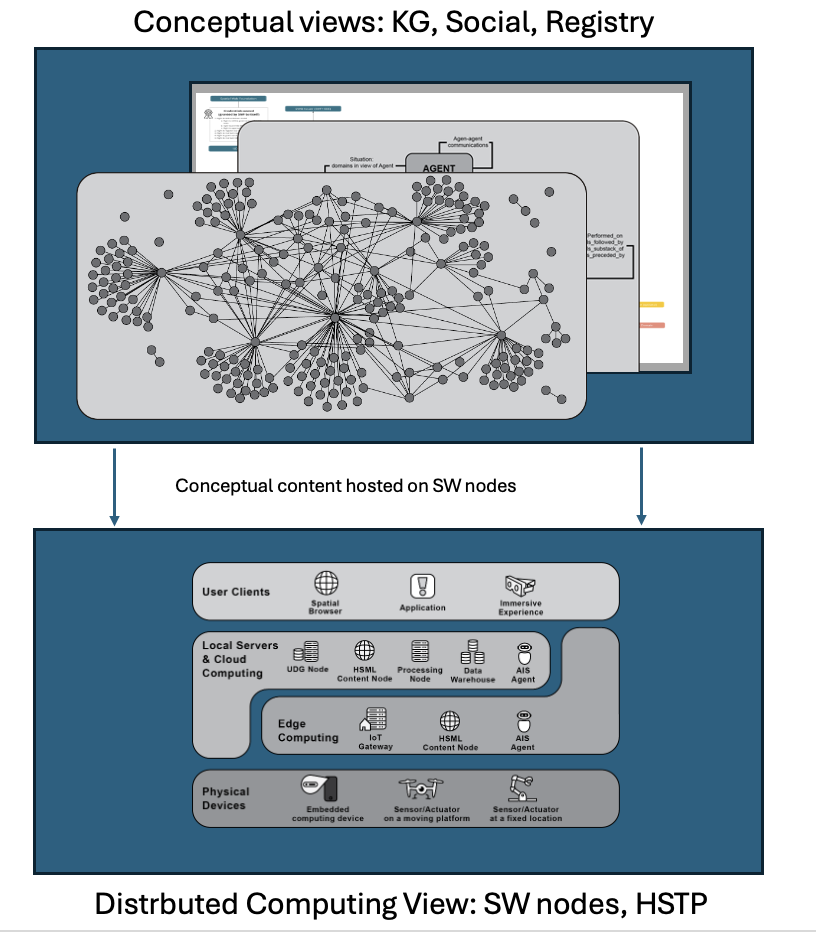 Conceptual views: KG, Social, Registry
Agen-agent
communications
Situation:
domains in view of Agent
AGENT
Performed_on
is_followed_by
is_substack_of
is_preceded_by
Conceptual content hosted on SW nodes
User Clients
Spatial
Browser
Application
Immersive
Experience
Local Servers
& Cloud
Computing
UDG Node
HSML
Content Node
Processing
Node
Data
Warehouse
AIS
Agent
Edge
Computing
IoT
Gateway
HSML
Content Node
AIS
Agent
Physical
Devices
Embedded
computing device
Sensor/Actuator
on a moving platform
Sensor/Actuator
at a fixed location
Distrbuted Computing View: SW nodes, HSTP